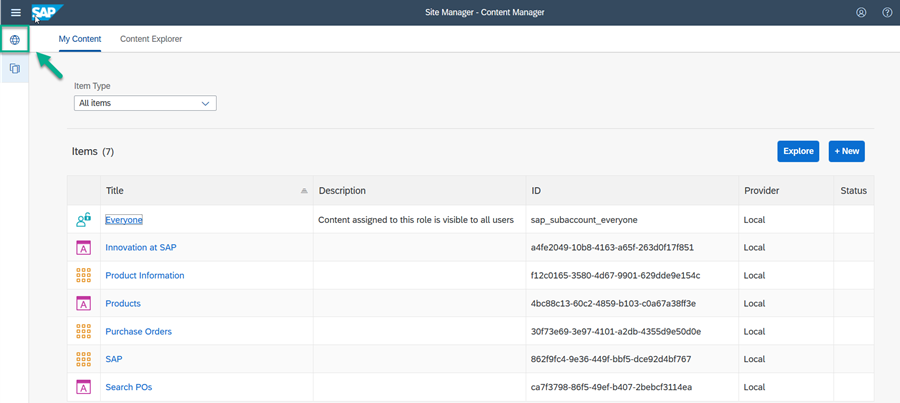 SAP Site Manager - Content Manager ?
My Content Content Explorer
Item Type
All items
Items (7) Explore + New
Title Description ID Provider Status
Everyone Content assigned to this role is visible to all users sap_subaccount_everyone Local
A Innovation at SAP a4fe2049-10b8-4163-a65f-263d0f17f851 Local
Product Information f12c0165-3580-4d67-9901-629dde9e154c Local
A Products 4bc88c13-60c2-4859-b103-c0a67a38ff3e Local
Purchase Orders 30f73e69-3e97-4101-a2db-4355d9e50d0e Local
SAP 862f9fc4-9e36-449f-bbf5-dce92d4bf767 Local
A Search POs ca7f3798-86f5-49ef-b407-2bebcf3114ea Local